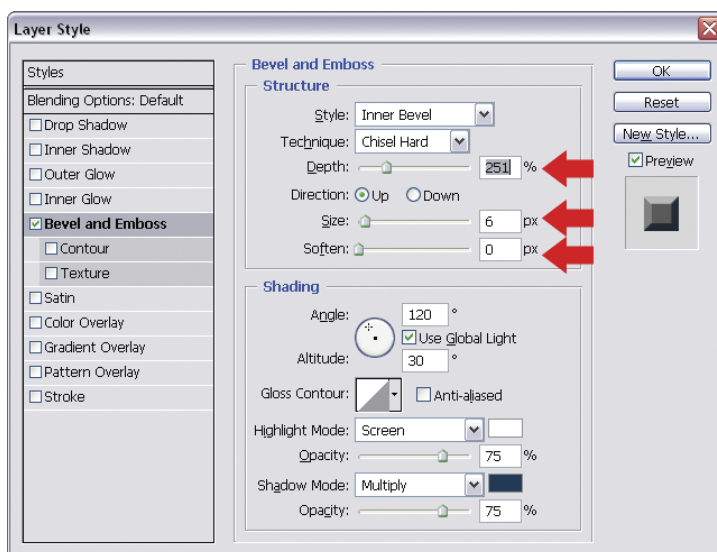 Layer Style
Styles
Blending Options: Default
Drop Shadow
Inner Shadow
Outer Glow
Inner Glow
Bevel and Emboss
Contour
Texture
Satin
Color Overlay
Gradient Overlay
Pattern Overlay
Stroke
Bevel and Emboss
Structure
Style: Inner Bevel
Technique: Chisel Hard
Depth: 251 %
Direction: Up Down
Size: 6 px
Soften: 0 px
Shading
Angle: 120 °
Use Global Light
Altitude: 30 °
Gloss Contour: Anti-aliased
Highlight Mode: Screen
Opacity: 75 %
Shadow Mode: Multiply
Opacity: 75 %
OK
Reset
New Style...
Preview